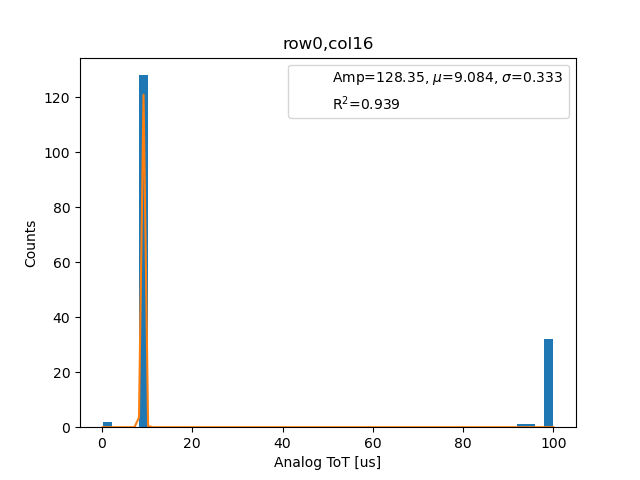 row0,col16
Amp=128.35, μ=9.084, σ=0.333
R²=0.939
Counts
120
100
80
60
40
20
0
0 20 40 60 80 100
Analog ToT [us]